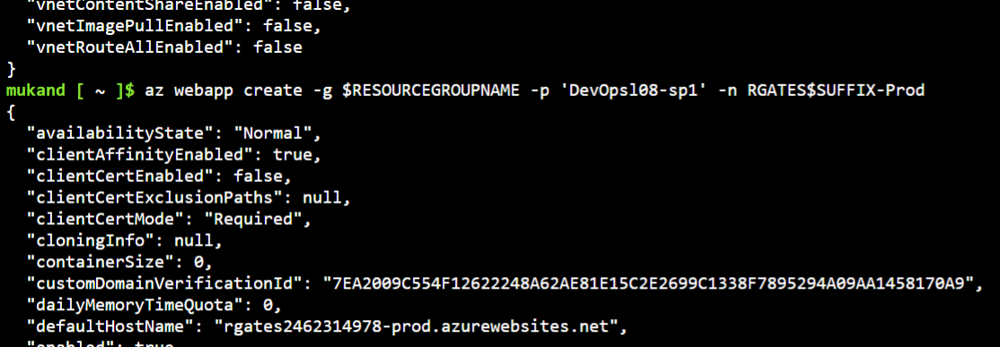 "vnetContentShareEnabled": false,
"vnetImagePullEnabled": false,
"vnetRouteAllEnabled": false
}
mukand [ ~ ]$ az webapp create -g $RESOURCEGROUPNAME -p 'DevOpsl08-sp1' -n RGATES$SUFFIX-Prod
{
"availabilityState": "Normal",
"clientAffinityEnabled": true,
"clientCertEnabled": false,
"clientCertExclusionPaths": null,
"clientCertMode": "Required",
"cloningInfo": null,
"containerSize": 0,
"customDomainVerificationId": "7EA2009C554F12622248A62AE81E15C2E2699C1338F7895294A09AA1458170A9",
"dailyMemoryTimeQuota": 0,
"defaultHostName": "rgates2462314978-prod.azurewebsites.net",
"enabled": true